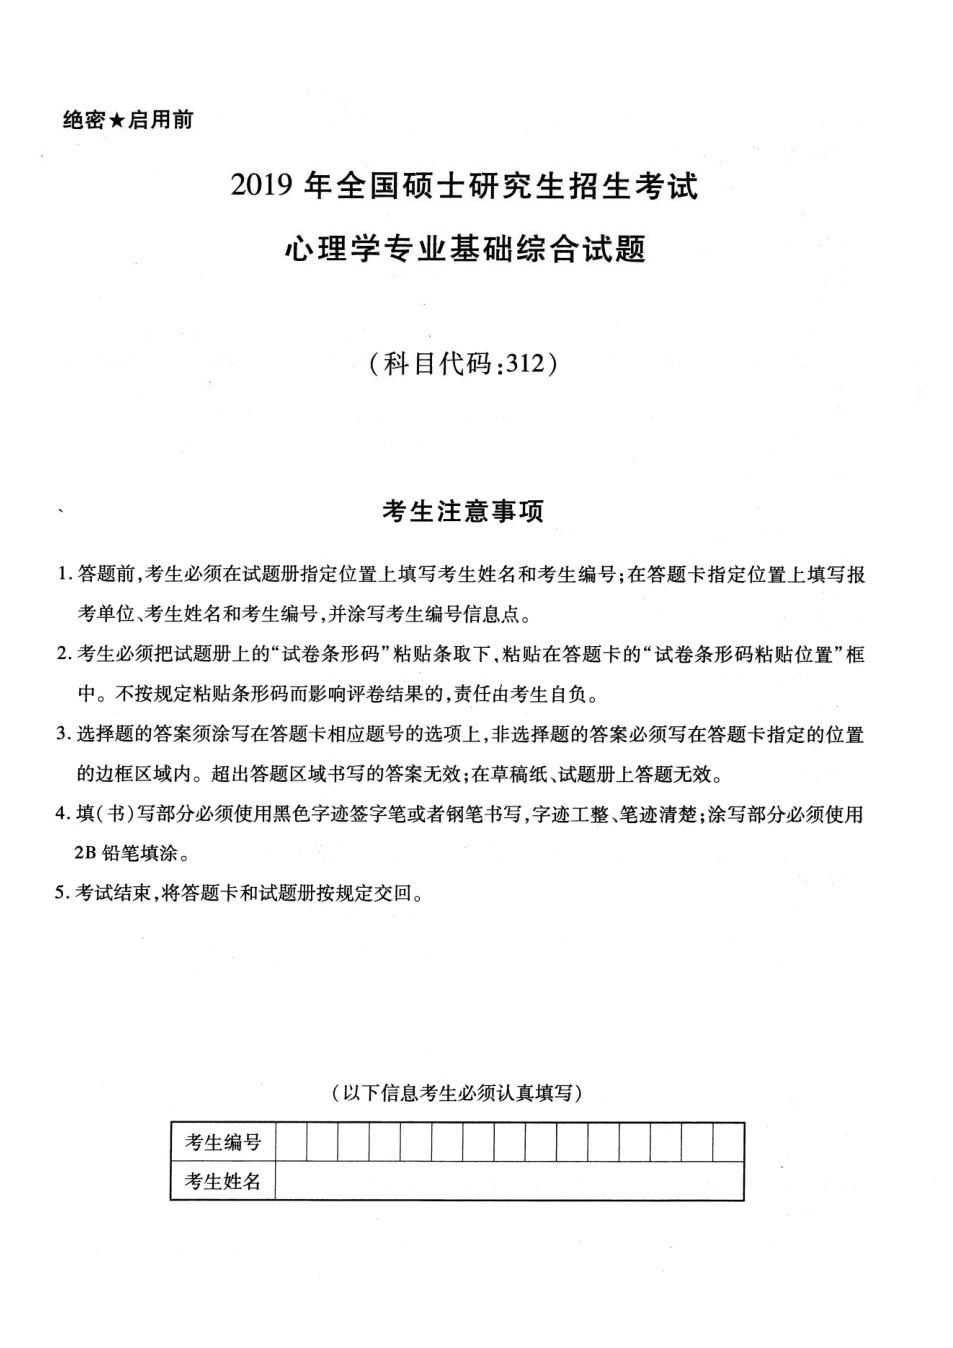 绝密★启用前
2019 年全国硕士研究生招生考试
心理学专业基础综合试题
(科目代码:312)
考生注意事项
1. 答题前,考生必须在试题册指定位置上填写考生姓名和考生编号;在答题卡指定位置上填写报
考单位、考生姓名和考生编号,并涂写考生编号信息点。
2. 考生必须把试题册上的“试卷条形码”粘贴条取下,粘贴在答题卡的“试卷条形码粘贴位置”框
中。不按规定粘贴条形码而影响评卷结果的,责任由考生自负。
3. 选择题的答案须涂写在答题卡相应题号的选项上,非选择题的答案必须写在答题卡指定的位置
的边框区域内。超出答题区域书写的答案无效;在草稿纸、试题册上答题无效。
4. 填(书)写部分必须使用黑色字迹签字笔或者钢笔书写,字迹工整、笔迹清楚;涂写部分必须使用
2B 铅笔填涂。
5. 考试结束,将答题卡和试题册按规定交回。
(以下信息考生必须认真填写)
考生编号
考生姓名